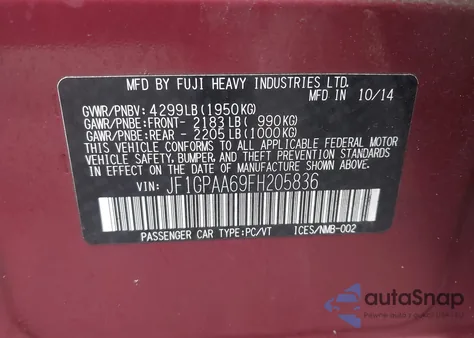 MFD BY FUJI HEAVY INDUSTRIES LTD.
MFD IN 10/14
GVWR/PNBV: 4299LB(1950KG)
GAWR/PNBE:FRONT- 2183LB( 990KG)
GAWR/PNBE:REAR - 2205LB(1000KG)
THIS VEHICLE CONFORMS TO ALL APPLICABLE FEDERAL MOTOR
VEHICLE SAFETY, BUMPER, AND THEFT PREVENTION STANDARDS
IN EFFECT ON THE DATE OF MANUFACTURE SHOWN ABOVE.
VIN: JF1GPAA69FH205836
PASSENGER CAR TYPE:PC/VT ICES/NMB-002
autoSnap